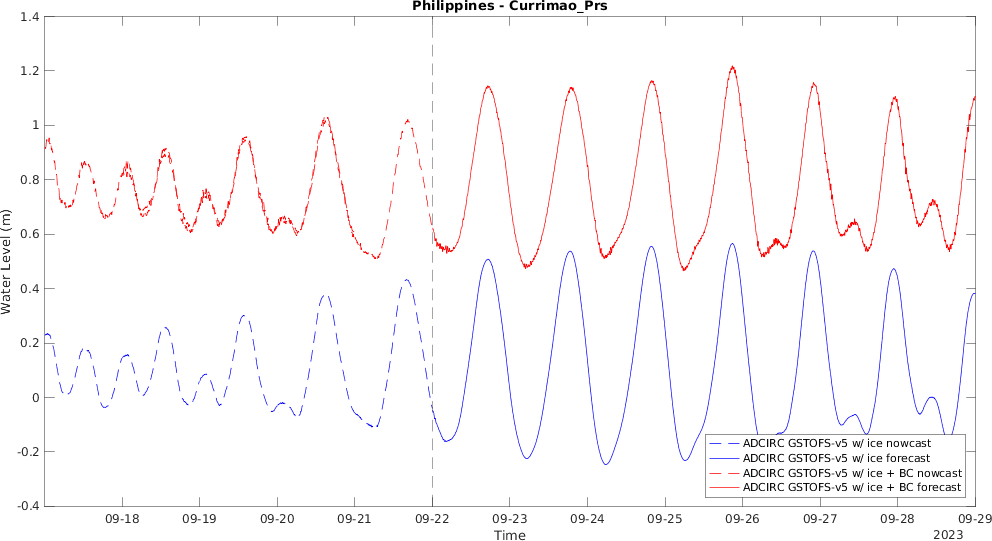 Philippines - Currimao_Prs
Water Level (m)
1.4
1.2
1
0.8
0.6
0.4
0.2
0
-0.2
-0.4
ADCIRC GSTOFS-v5 w/ ice nowcast
ADCIRC GSTOFS-v5 w/ ice forecast
ADCIRC GSTOFS-v5 w/ ice + BC nowcast
ADCIRC GSTOFS-v5 w/ ice + BC forecast
09-18 09-19 09-20 09-21 09-22 09-23 09-24 09-25 09-26 09-27 09-28 09-29
Time
2023